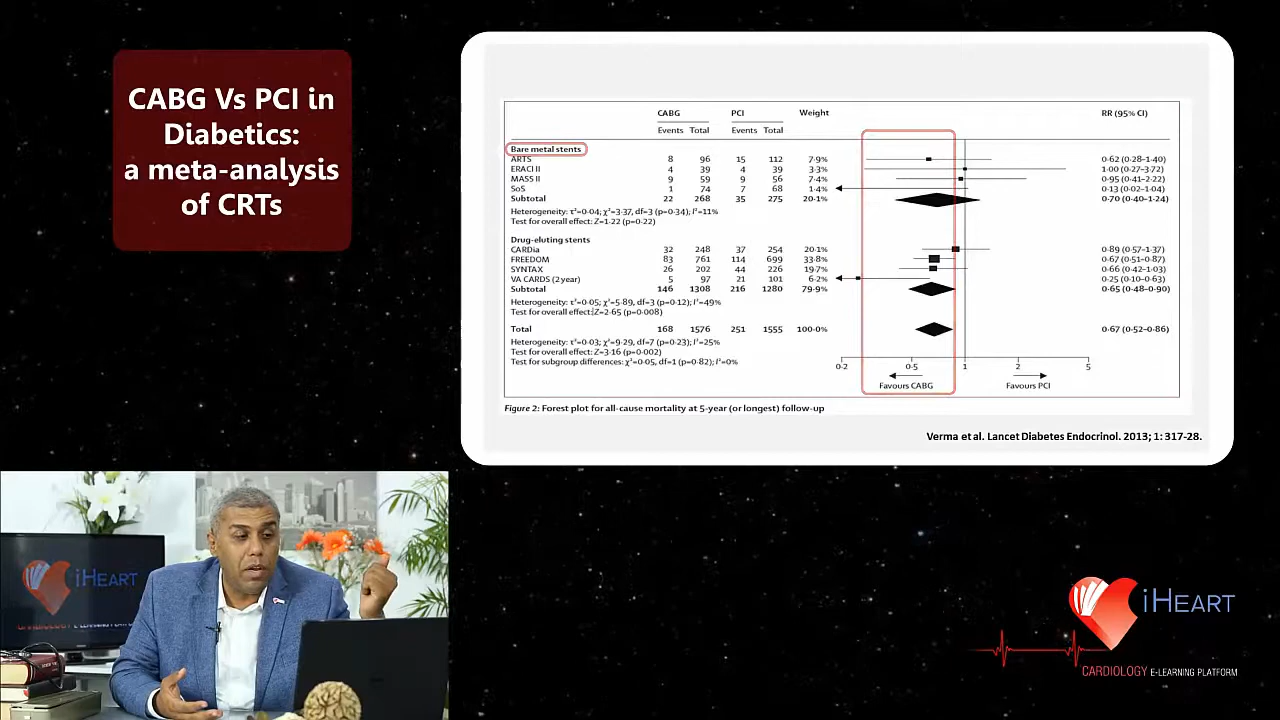 CABG Vs PCI in
Diabetics:
a meta-analysis
of CRTs
CABG PCI Weight RR (95% CI)
Events Total Events Total
Bare metal stents
ARTS 8 96 15 112 7·9% 0·62 (0·28–1·40)
ERACI II 4 39 4 39 3·3% 1·00 (0·27–3·72)
MASS II 9 59 9 56 7·4% 0·95 (0·41–2·22)
SoS 1 74 7 68 1·4% 0·13 (0·02–1·04)
Subtotal 22 268 35 275 20·1% 0·70 (0·40–1·24)
Heterogeneity: τ²=0·04; χ²=3·37, df=3 (p=0·34); I²=11%
Test for overall effect: Z=1·22 (p=0·22)
Drug-eluting stents
CARDia 32 248 37 254 20·1% 0·89 (0·57–1·37)
FREEDOM 83 761 114 699 33·8% 0·67 (0·51–0·87)
SYNTAX 26 202 44 226 19·7% 0·66 (0·42–1·03)
VA CARDS (2 year) 5 97 21 101 6·2% 0·25 (0·10–0·63)
Subtotal 146 1308 216 1280 79·9% 0·65 (0·48–0·90)
Heterogeneity: τ²=0·05; χ²=5·89, df=3 (p=0·12); I²=49%
Test for overall effect: Z=2·65 (p=0·008)
Total 168 1576 251 1555 100·0% 0·67 (0·52–0·86)
Heterogeneity: τ²=0·03; χ²=9·29, df=7 (p=0·23); I²=25%
Test for overall effect: Z=3·16 (p=0·002)
Test for subgroup differences: χ²=0·05, df=1 (p=0·82); I²=0%
0·2 0·5 1 2 5
Favours CABG Favours PCI
Figure 2: Forest plot for all-cause mortality at 5-year (or longest) follow-up
Verma et al. Lancet Diabetes Endocrinol. 2013; 1: 317-28.
iHEART
CARDIOLOGY E-LEARNING PLATFORM
iHEART
CARDIOLOGY E-LEARNING PLATFORM